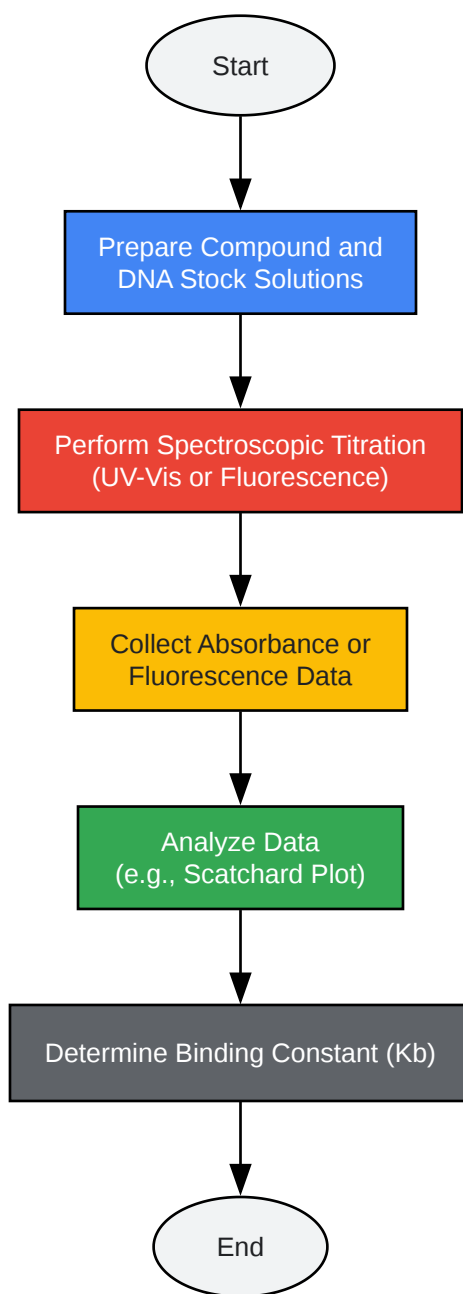 Start
Prepare Compound and
DNA Stock Solutions
Perform Spectroscopic Titration
(UV-Vis or Fluorescence)
Collect Absorbance or
Fluorescence Data
Analyze Data
(e.g., Scatchard Plot)
Determine Binding Constant (Kb)
End